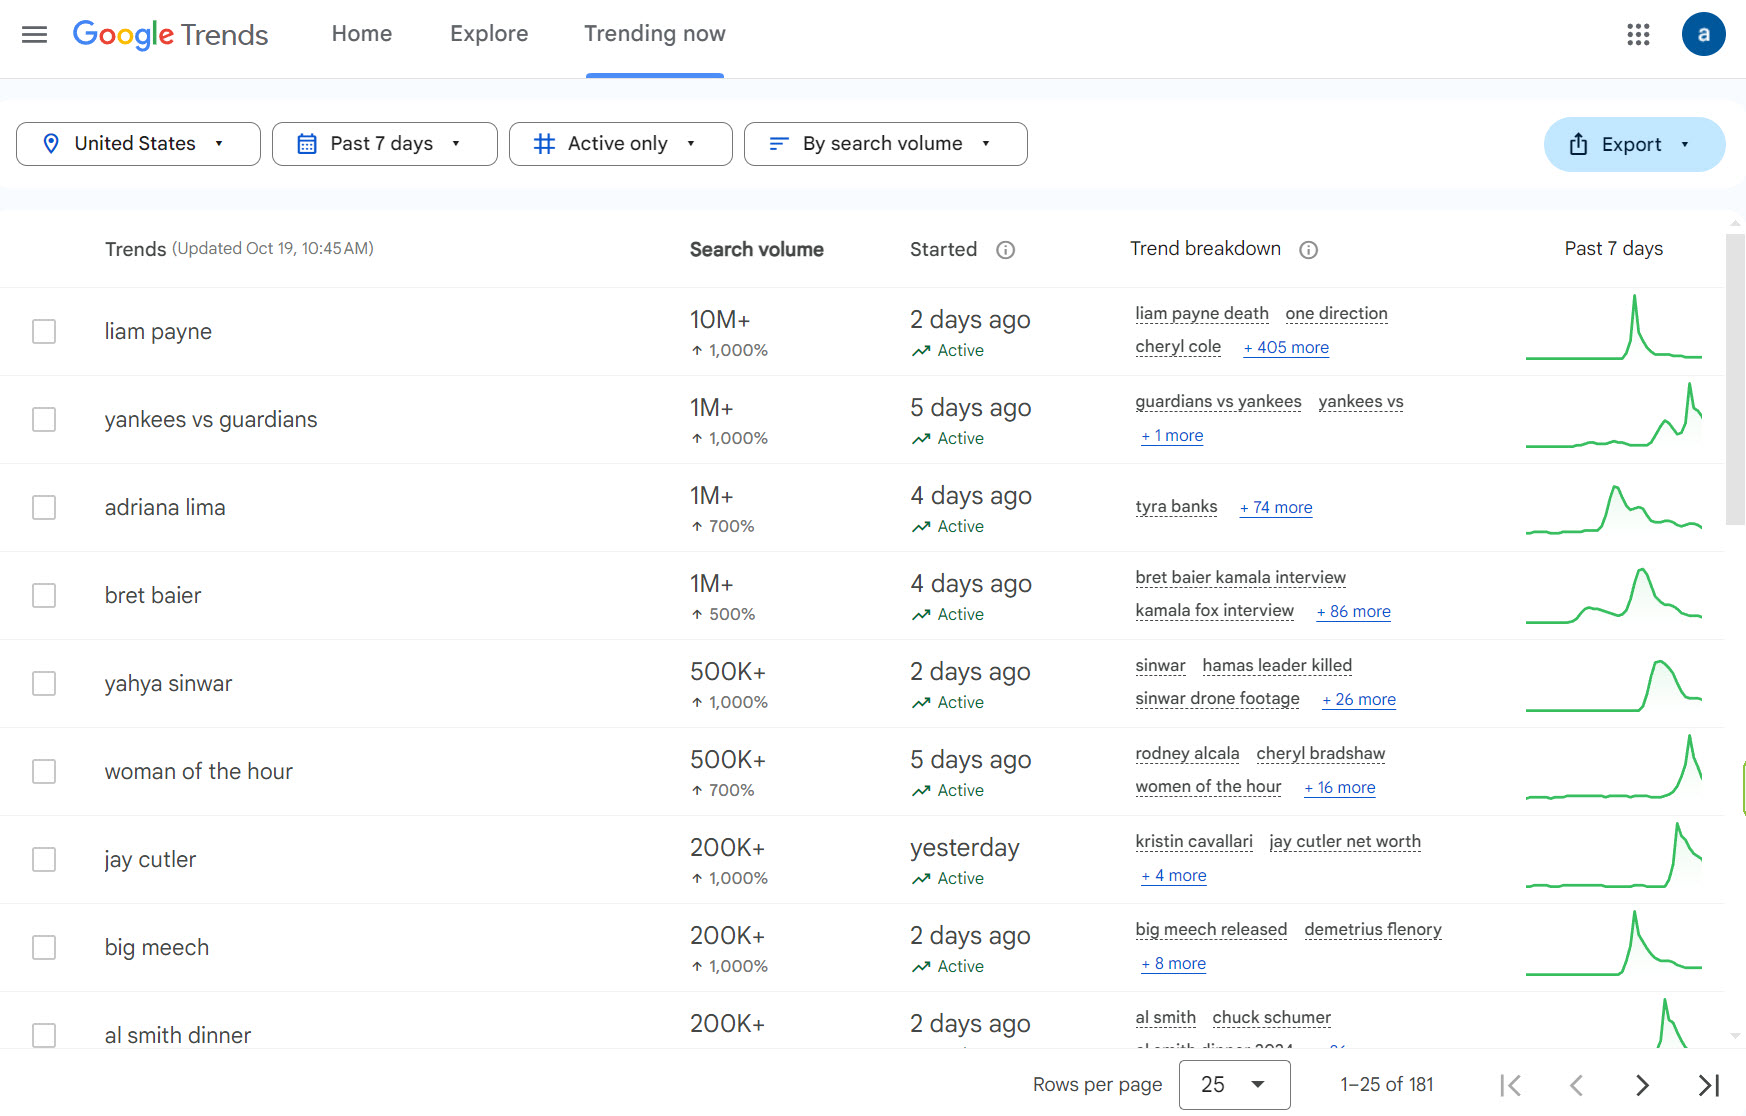 Google Trends Home Explore Trending now a
United States Past 7 days Active only By search volume Export
Trends (Updated Oct 19, 10:45 AM) Search volume Started Trend breakdown Past 7 days
liam payne 10M+ 2 days ago liam payne death one direction
1,000% Active cheryl cole + 405 more
yankees vs guardians 1M+ 5 days ago guardians vs yankees yankees vs
1,000% Active + 1 more
adriana lima 1M+ 4 days ago tyra banks + 74 more
700% Active
bret baier 1M+ 4 days ago bret baier kamala interview
500% Active kamala fox interview + 86 more
yahya sinwar 500K+ 2 days ago sinwar hamas leader killed
1,000% Active sinwar drone footage + 26 more
woman of the hour 500K+ 5 days ago rodney alcala cheryl bradshaw
700% Active women of the hour + 16 more
jay cutler 200K+ yesterday kristin cavallari jay cutler net worth
1,000% Active + 4 more
big meech 200K+ 2 days ago big meech released demetrius flenory
1,000% Active + 8 more
al smith dinner 200K+ 2 days ago al smith chuck schumer
al smith dinner 2024
Rows per page 25 1–25 of 181